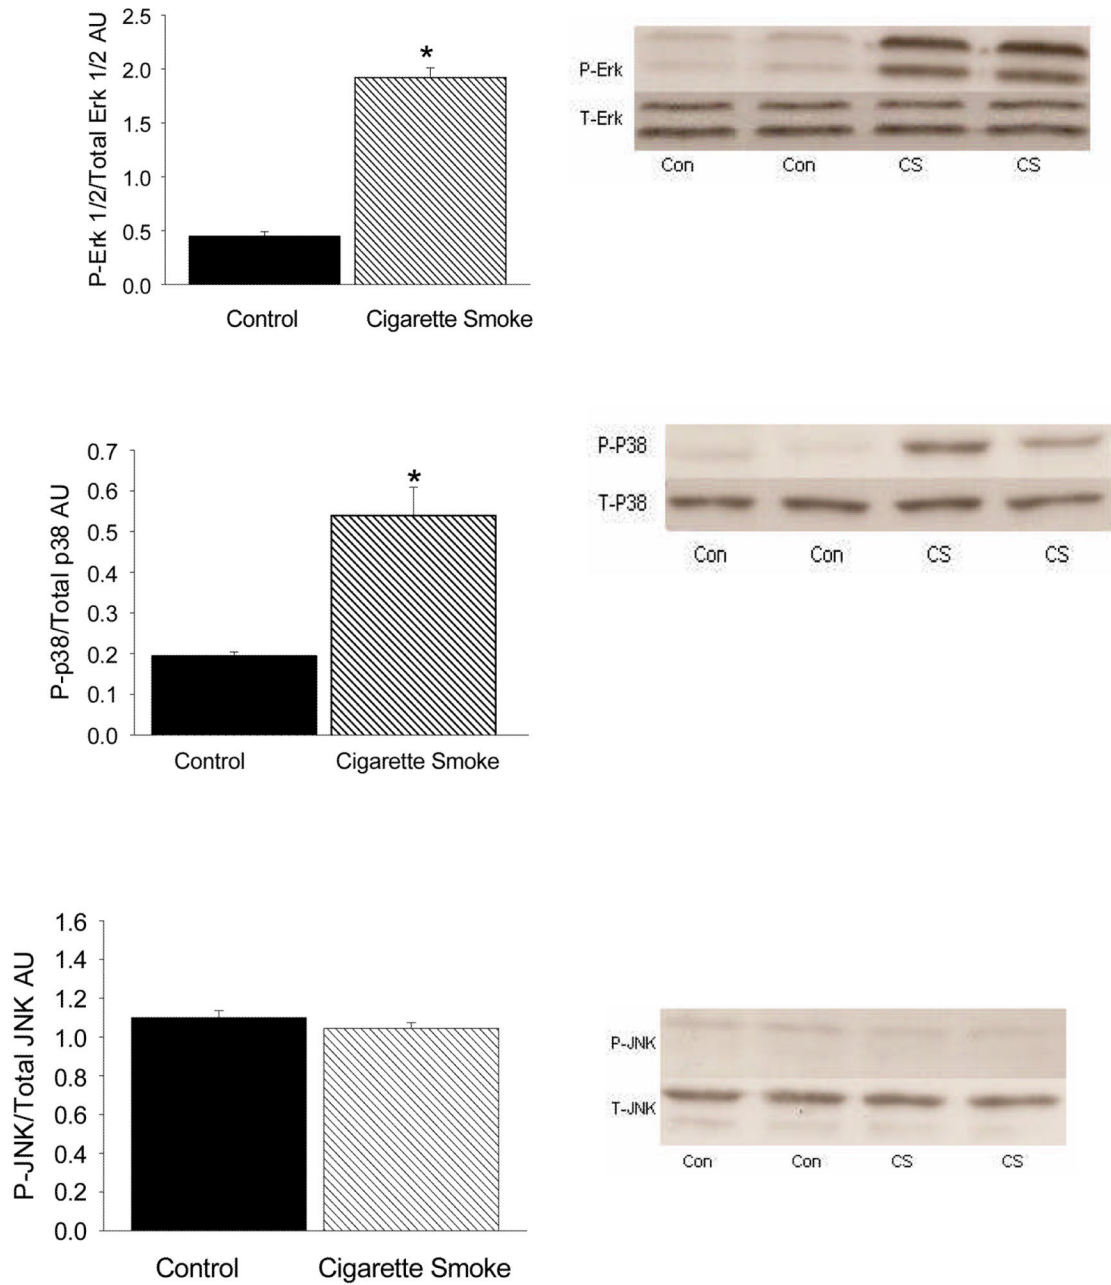 P-Erk 1/2/Total Erk 1/2 AU
2.5
2.0
1.5
1.0
0.5
0.0
*
Control Cigarette Smoke
P-Erk
T-Erk
Con Con CS CS
P-p38/Total p38 AU
0.7
0.6
0.5
0.4
0.3
0.2
0.1
0.0
*
Control Cigarette Smoke
P-P38
T-P38
Con Con CS CS
P-JNK/Total JNK AU
1.6
1.4
1.2
1.0
0.8
0.6
0.4
0.2
0.0
Control Cigarette Smoke
P-JNK
T-JNK
Con Con CS CS